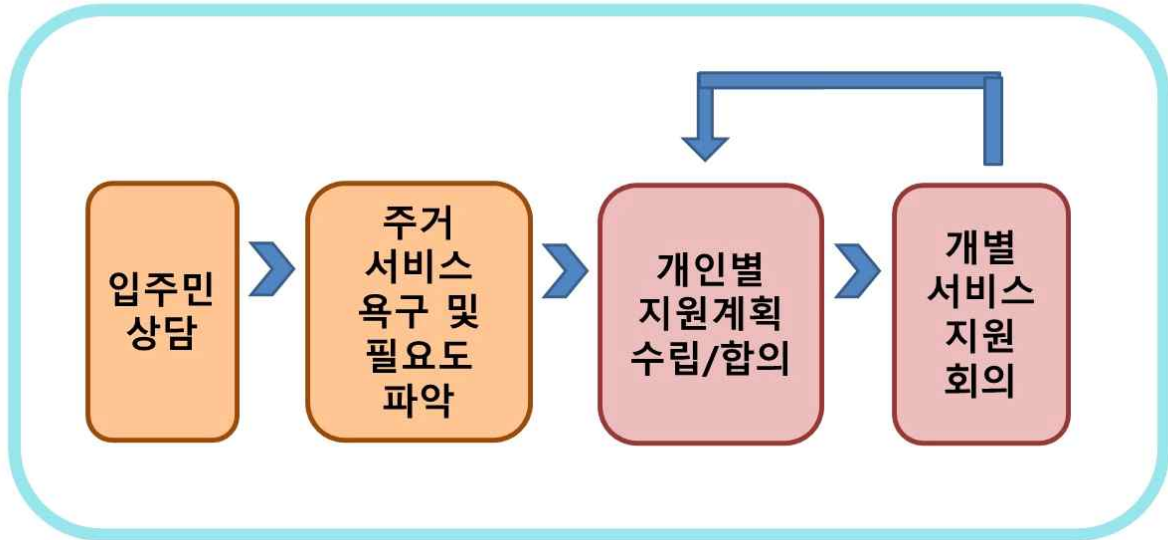 입주민
상담
주거
서비스
욕구 및
필요도
파악
개인별
지원계획
수립/합의
개별
서비스
지원
회의